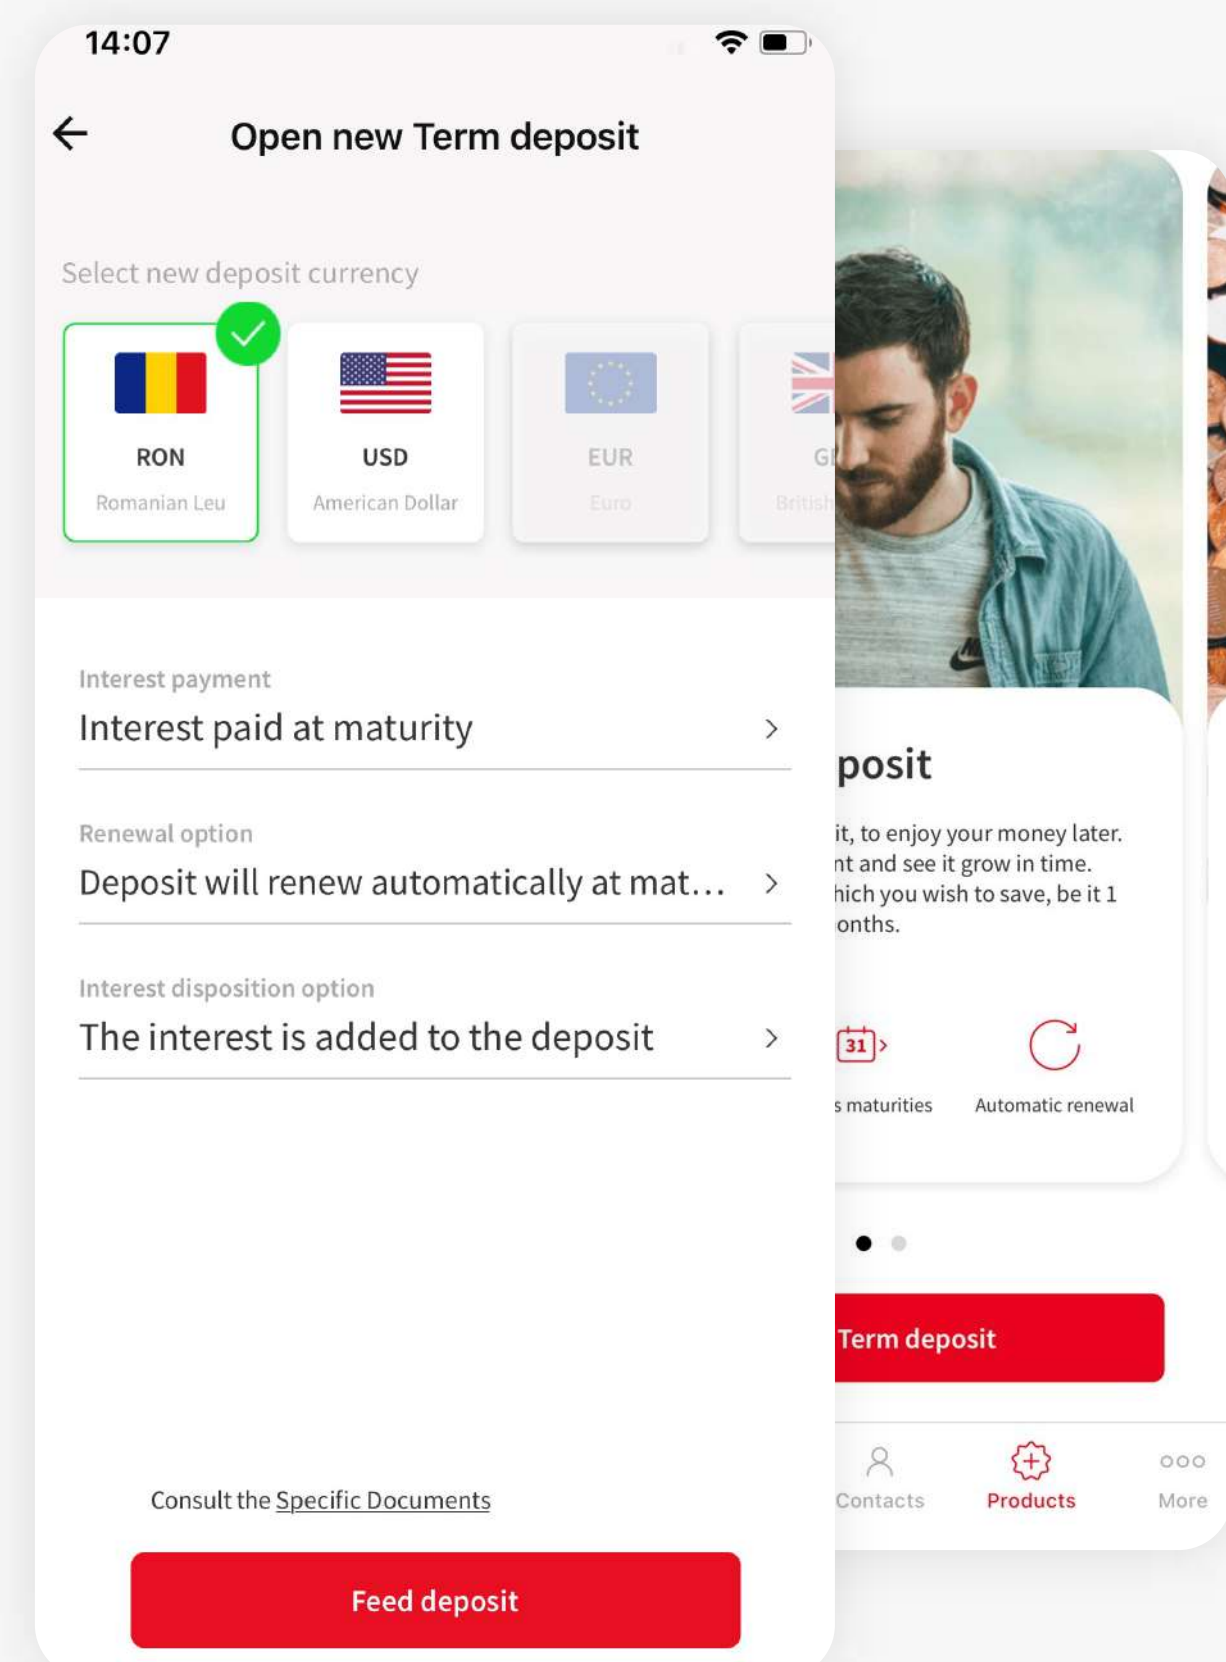 14:07
Open new Term deposit
Select new deposit currency
RON
Romanian Leu
USD
American Dollar
EUR
Euro
British
Interest payment
Interest paid at maturity
Renewal option
Deposit will renew automatically at mat...
Interest disposition option
The interest is added to the deposit
Consult the Specific Documents
Feed deposit
posit
it, to enjoy your money later.
nt and see it grow in time.
hich you wish to save, be it 1
onths.
31
s maturities
Automatic renewal
Term deposit
Contacts
Products
More